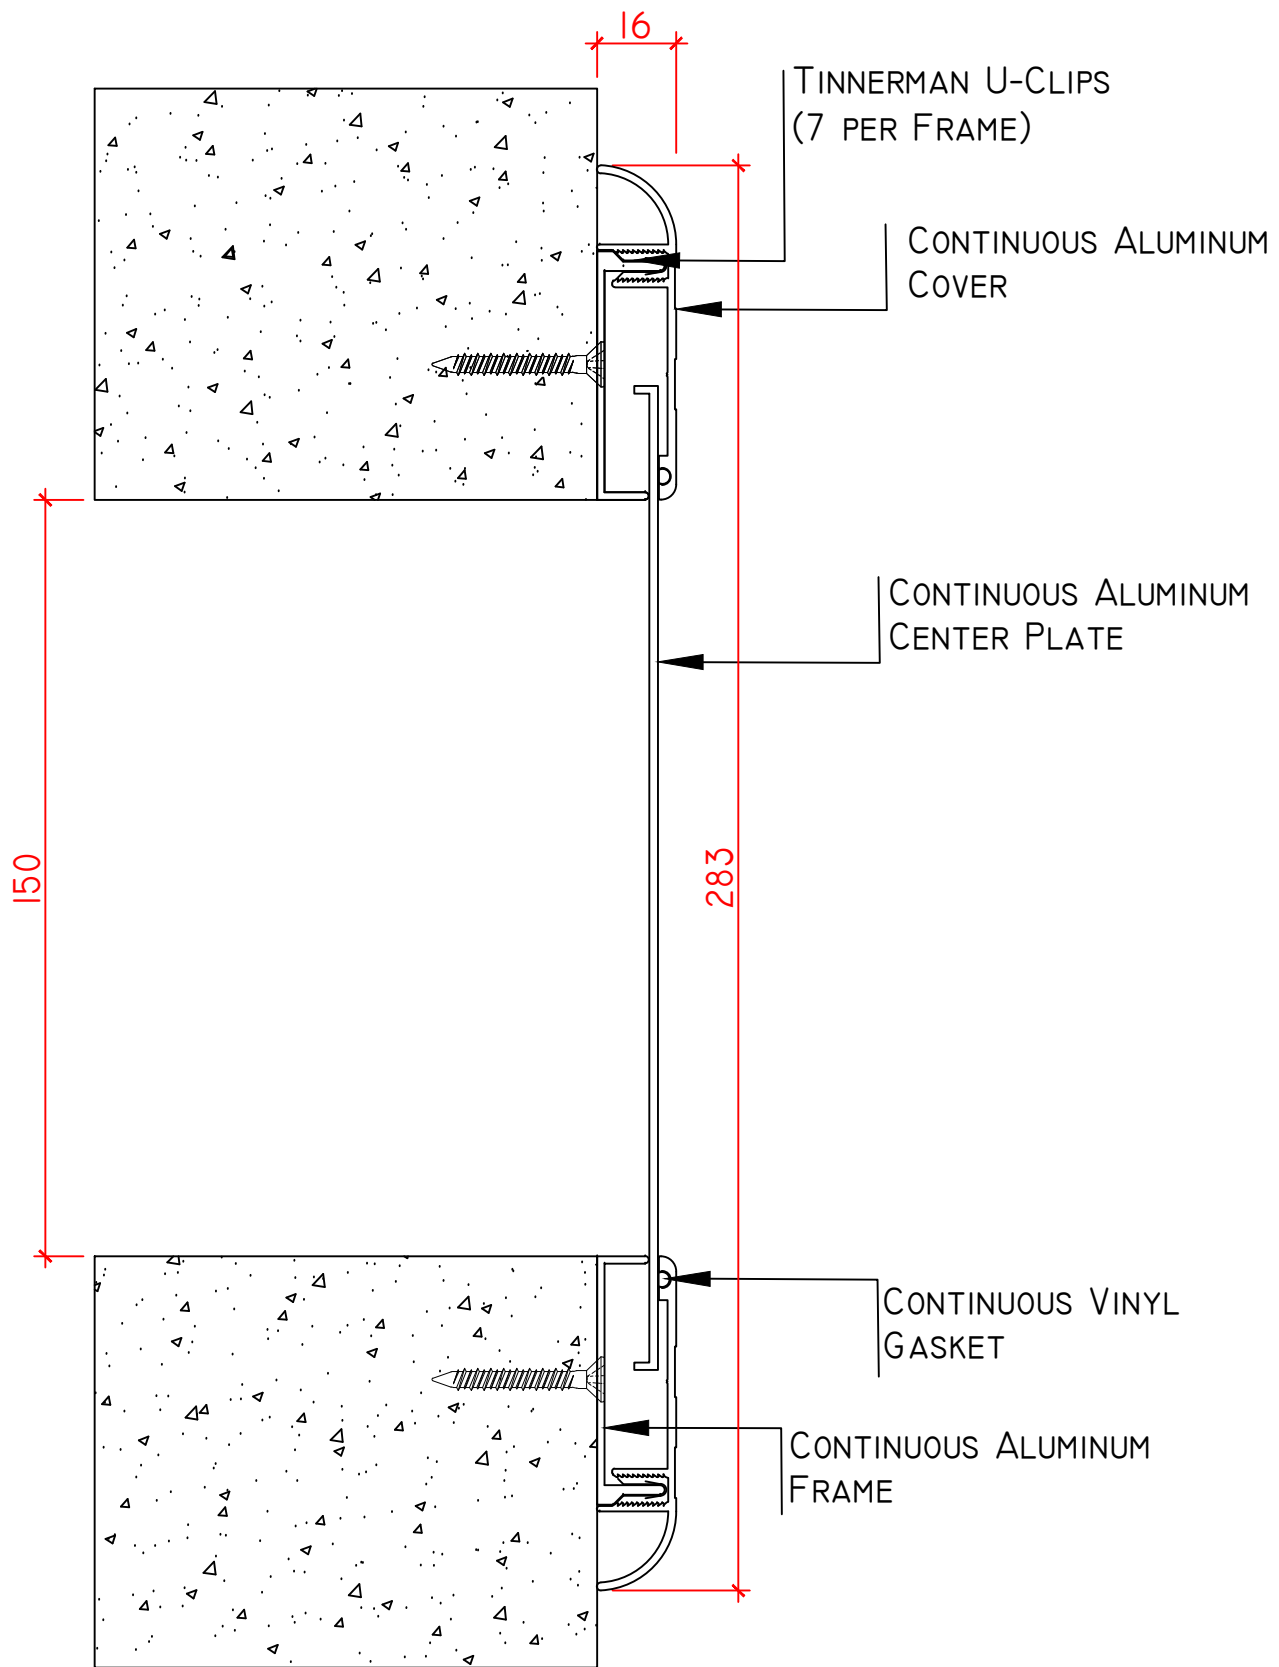 16
TINNERMAN U-CLIPS
(7 PER FRAME)
CONTINUOUS ALUMINUM
COVER
CONTINUOUS ALUMINUM
CENTER PLATE
150
283
CONTINUOUS VINYL
GASKET
CONTINUOUS ALUMINUM
FRAME